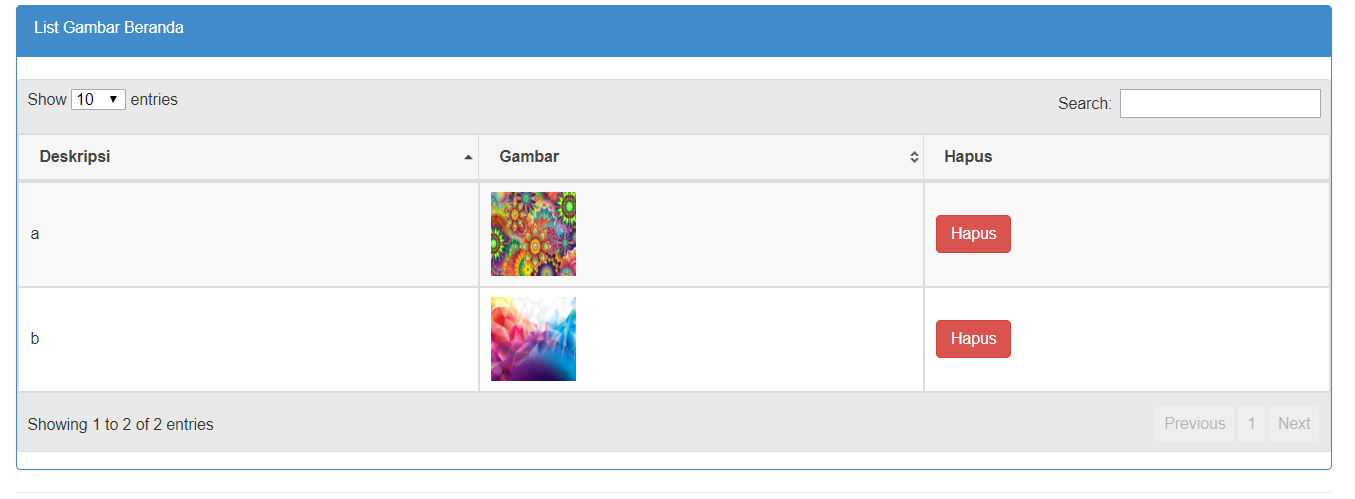 List Gambar Beranda
Show 10 entries
Search:
Deskripsi Gambar Hapus
a Hapus
b Hapus
Showing 1 to 2 of 2 entries
Previous 1 Next